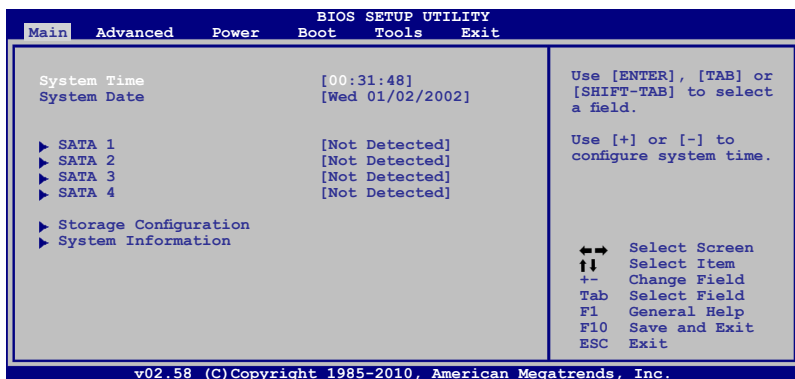 BIOS SETUP UTILITY
Main Advanced Power Boot Tools Exit
System Time [00:31:48]
System Date [Wed 01/02/2002]
SATA 1 [Not Detected]
SATA 2 [Not Detected]
SATA 3 [Not Detected]
SATA 4 [Not Detected]
Storage Configuration
System Information
Use [ENTER], [TAB] or
[SHIFT-TAB] to select
a field.
Use [+] or [-] to
configure system time.
←→ Select Screen
↑↓ Select Item
+- Change Field
Tab Select Field
F1 General Help
F10 Save and Exit
ESC Exit
v02.58 (C)Copyright 1985-2010, American Megatrends, Inc.